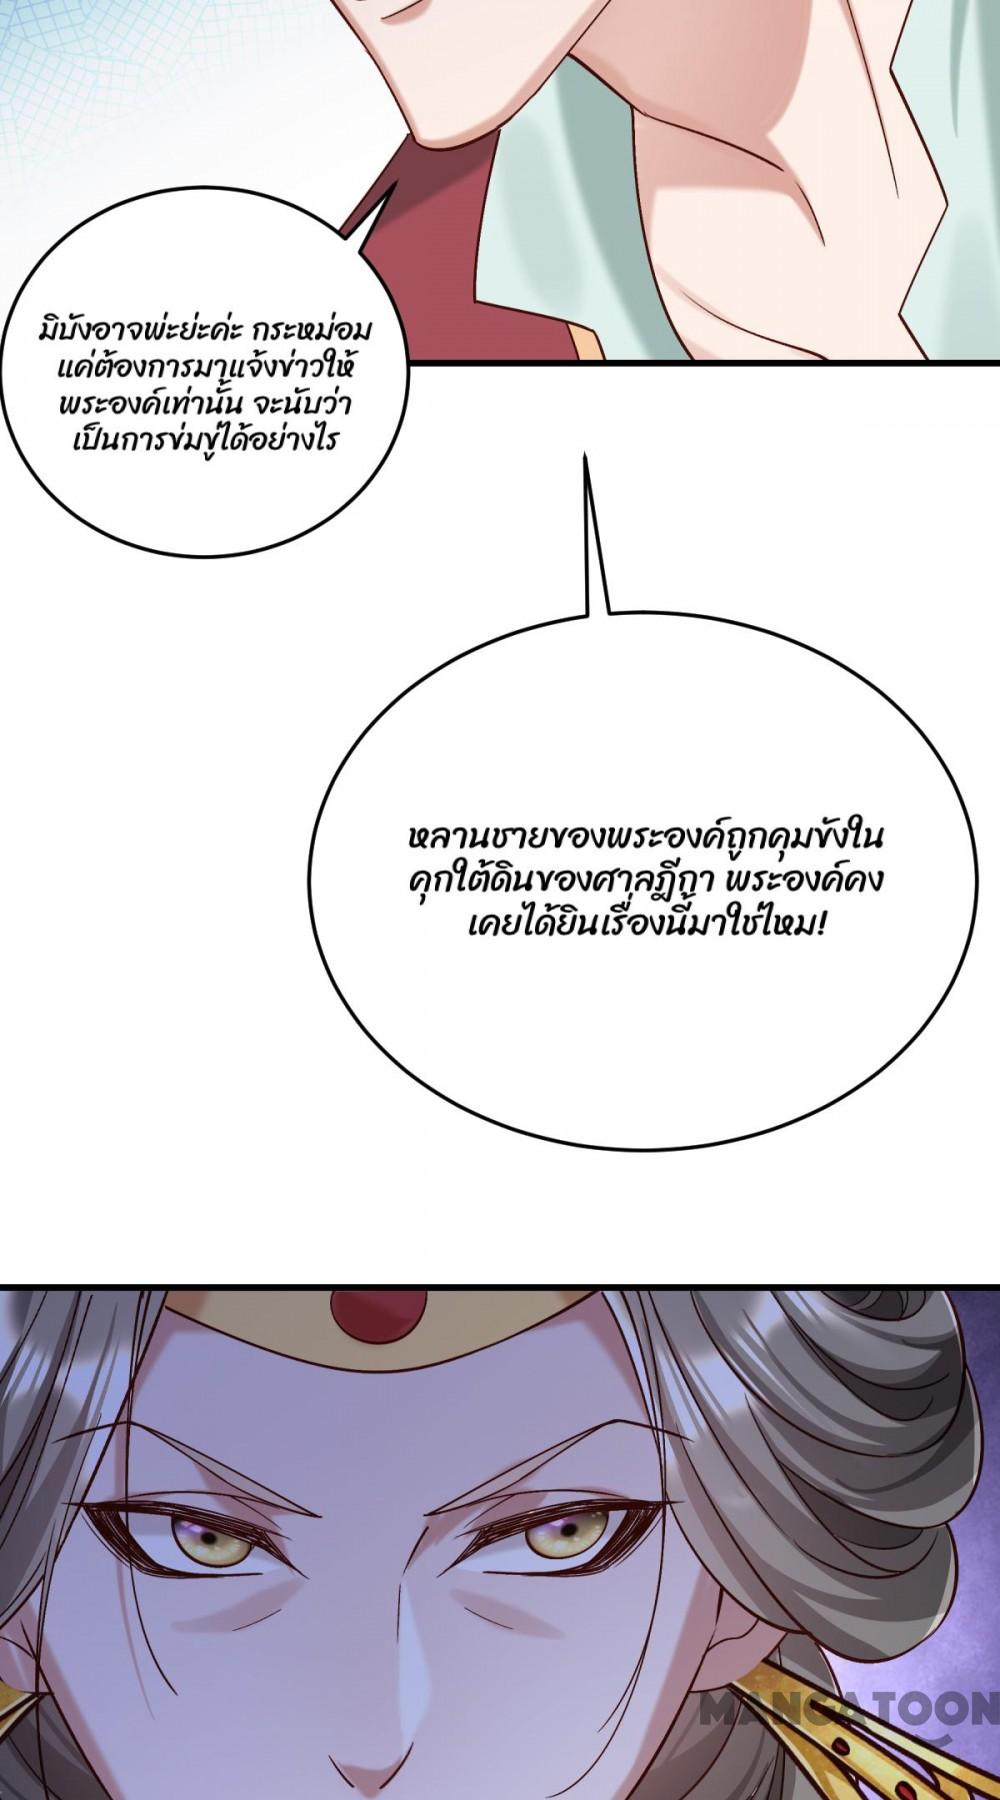 มิบังอาจพ่ะย่ะค่ะ กระหม่อม
แค่ต้องการมาแจ้งข่าวให้
พระองค์เท่านั้น จะนับว่า
เป็นการข่มขู่ได้อย่างไร
หลานชายของพระองค์ถูกคุมขังใน
คุกใต้ดินของศาลฎีกา พระองค์คง
เคยได้ยินเรื่องนี้มาใช่ไหม!
MANGATOON